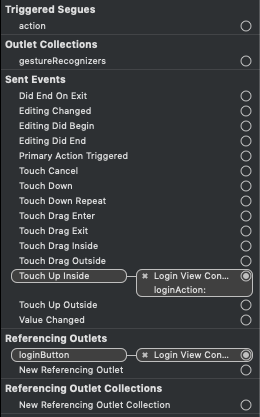 Triggered Segues
action
Outlet Collections
gestureRecognizers
Sent Events
Did End On Exit
Editing Changed
Editing Did Begin
Editing Did End
Primary Action Triggered
Touch Cancel
Touch Down
Touch Down Repeat
Touch Drag Enter
Touch Drag Exit
Touch Drag Inside
Touch Drag Outside
Touch Up Inside Login View Con...
loginAction:
Touch Up Outside
Value Changed
Referencing Outlets
loginButton Login View Con...
New Referencing Outlet
Referencing Outlet Collections
New Referencing Outlet Collection